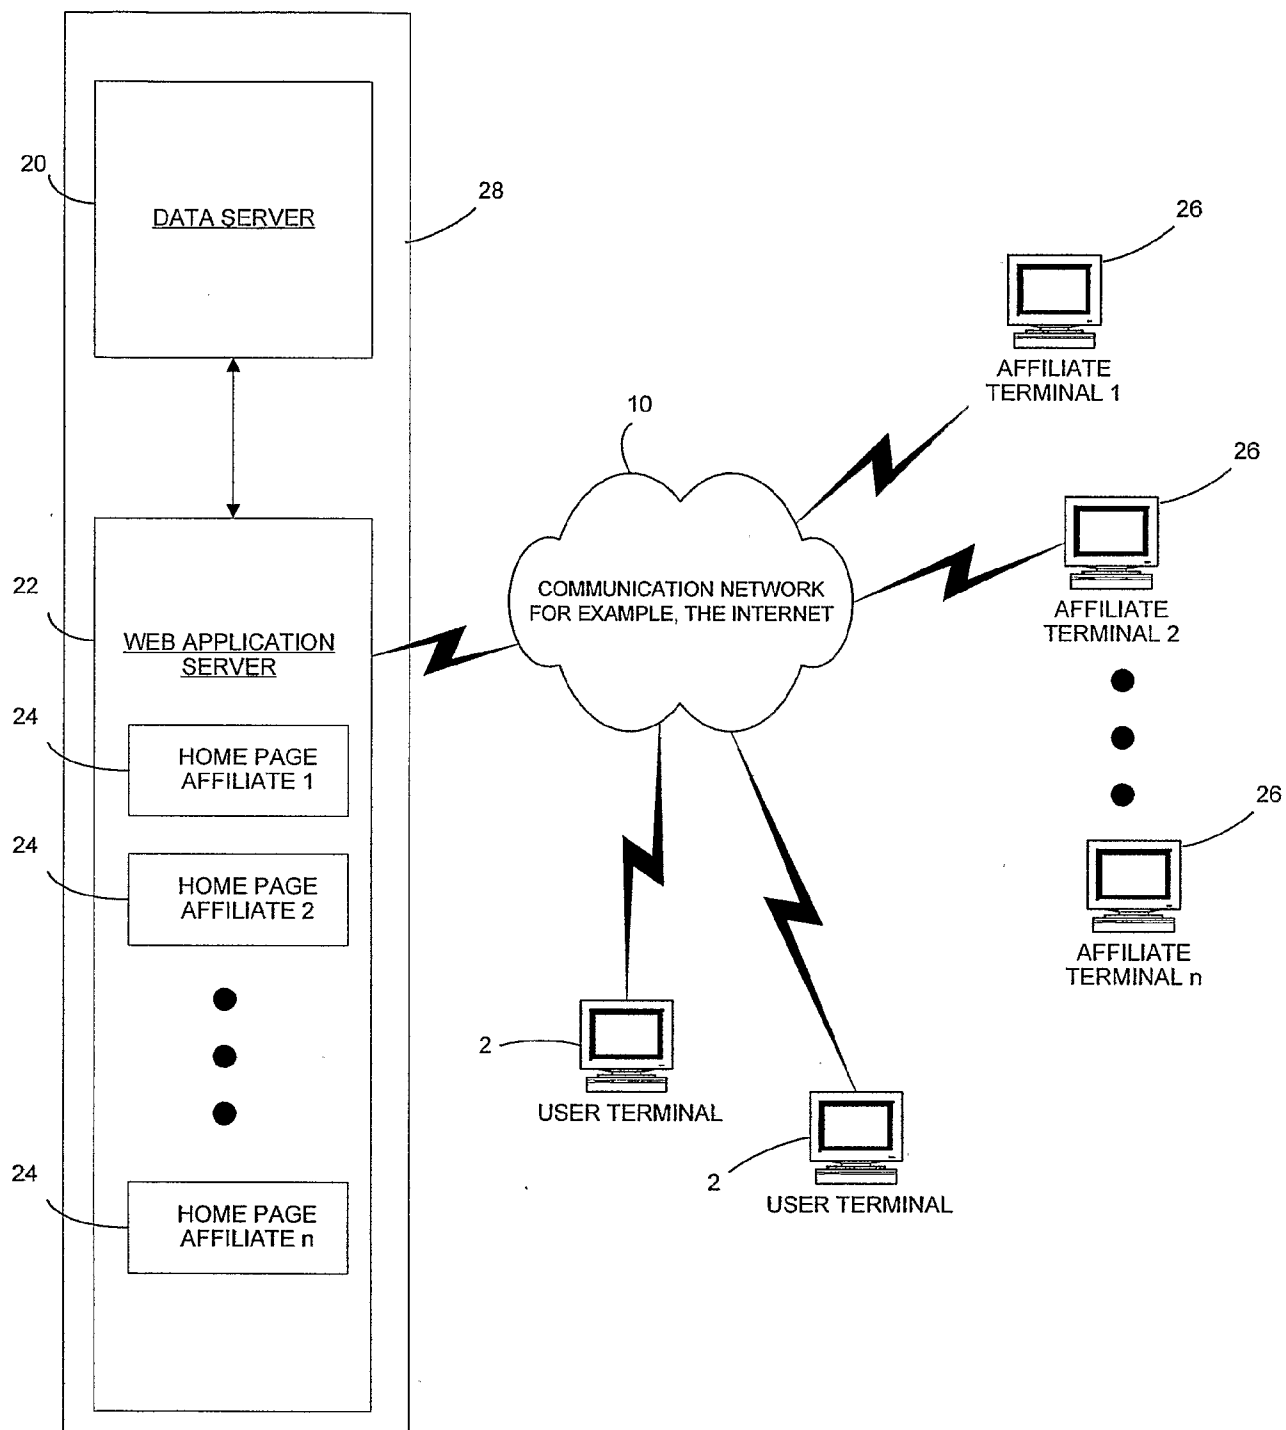 20
DATA SERVER
28
26
AFFILIATE
TERMINAL 1
10
26
COMMUNICATION NETWORK
FOR EXAMPLE, THE INTERNET
AFFILIATE
TERMINAL 2
22
WEB APPLICATION
SERVER
24
HOME PAGE
AFFILIATE 1
26
24
HOME PAGE
AFFILIATE 2
AFFILIATE
TERMINAL n
2
USER TERMINAL
24
2
USER TERMINAL
HOME PAGE
AFFILIATE n